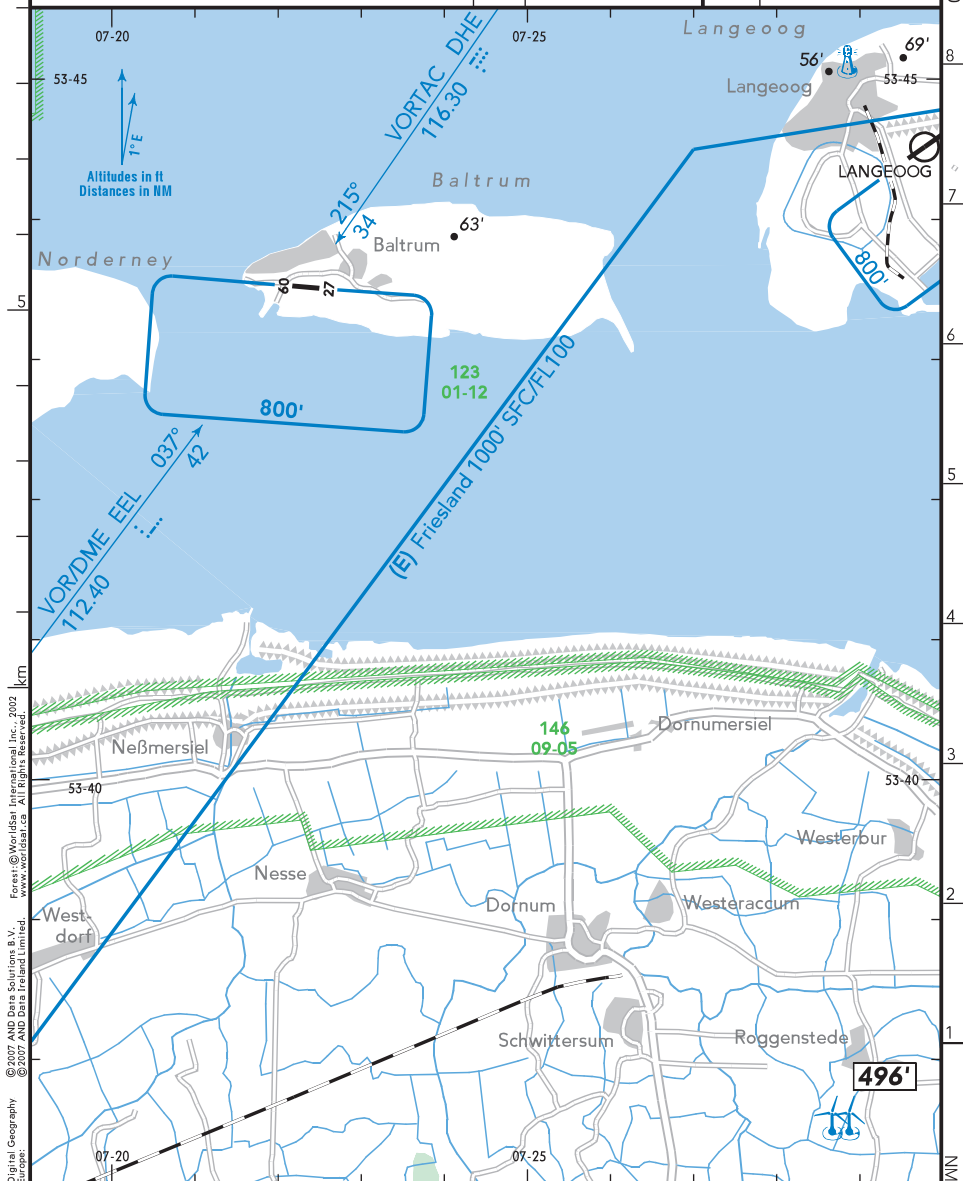 07-20
07-25
Langeoog
8
53-45
56'
69'
53-45
Langeoog
VORTAC DHE
116.30
1°E
Altitudes in ft
Distances in NM
LANGEOOG
7
Baltrum
215°
34
63'
Baltrum
Norderney
800'
09
27
5
6
123
01-12
800'
037°
42
(E) Friesland 1000' SFC/FL100
5
VOR/DME EEL
112.40
4
km
146
09-05
Dornumersiel
Neßmersiel
3
53-40
53-40
Westerbur
Nesse
2
West-
dorf
Dornum
Westeraccum
Schwittersum
Roggenstede
1
496'
07-20
07-25
NM
Forest:©WorldSat International Inc., 2002
www.worldsat.ca All Rights Reserved.
©2007 AND Data Solutions B.V.
©2007 AND Data Ireland Limited.
Diginal Geography
Europe: